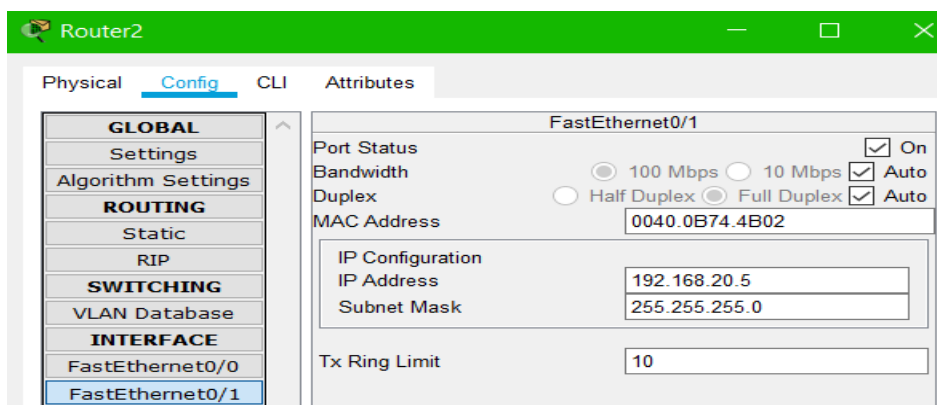 Router2
Physical Config CLI Attributes
GLOBAL
Settings
Algorithm Settings
ROUTING
Static
RIP
SWITCHING
VLAN Database
INTERFACE
FastEthernet0/0
FastEthernet0/1
FastEthernet0/1
Port Status On
Bandwidth 100 Mbps 10 Mbps Auto
Duplex Half Duplex Full Duplex Auto
MAC Address 0040.0B74.4B02
IP Configuration
IP Address 192.168.20.5
Subnet Mask 255.255.255.0
Tx Ring Limit 10